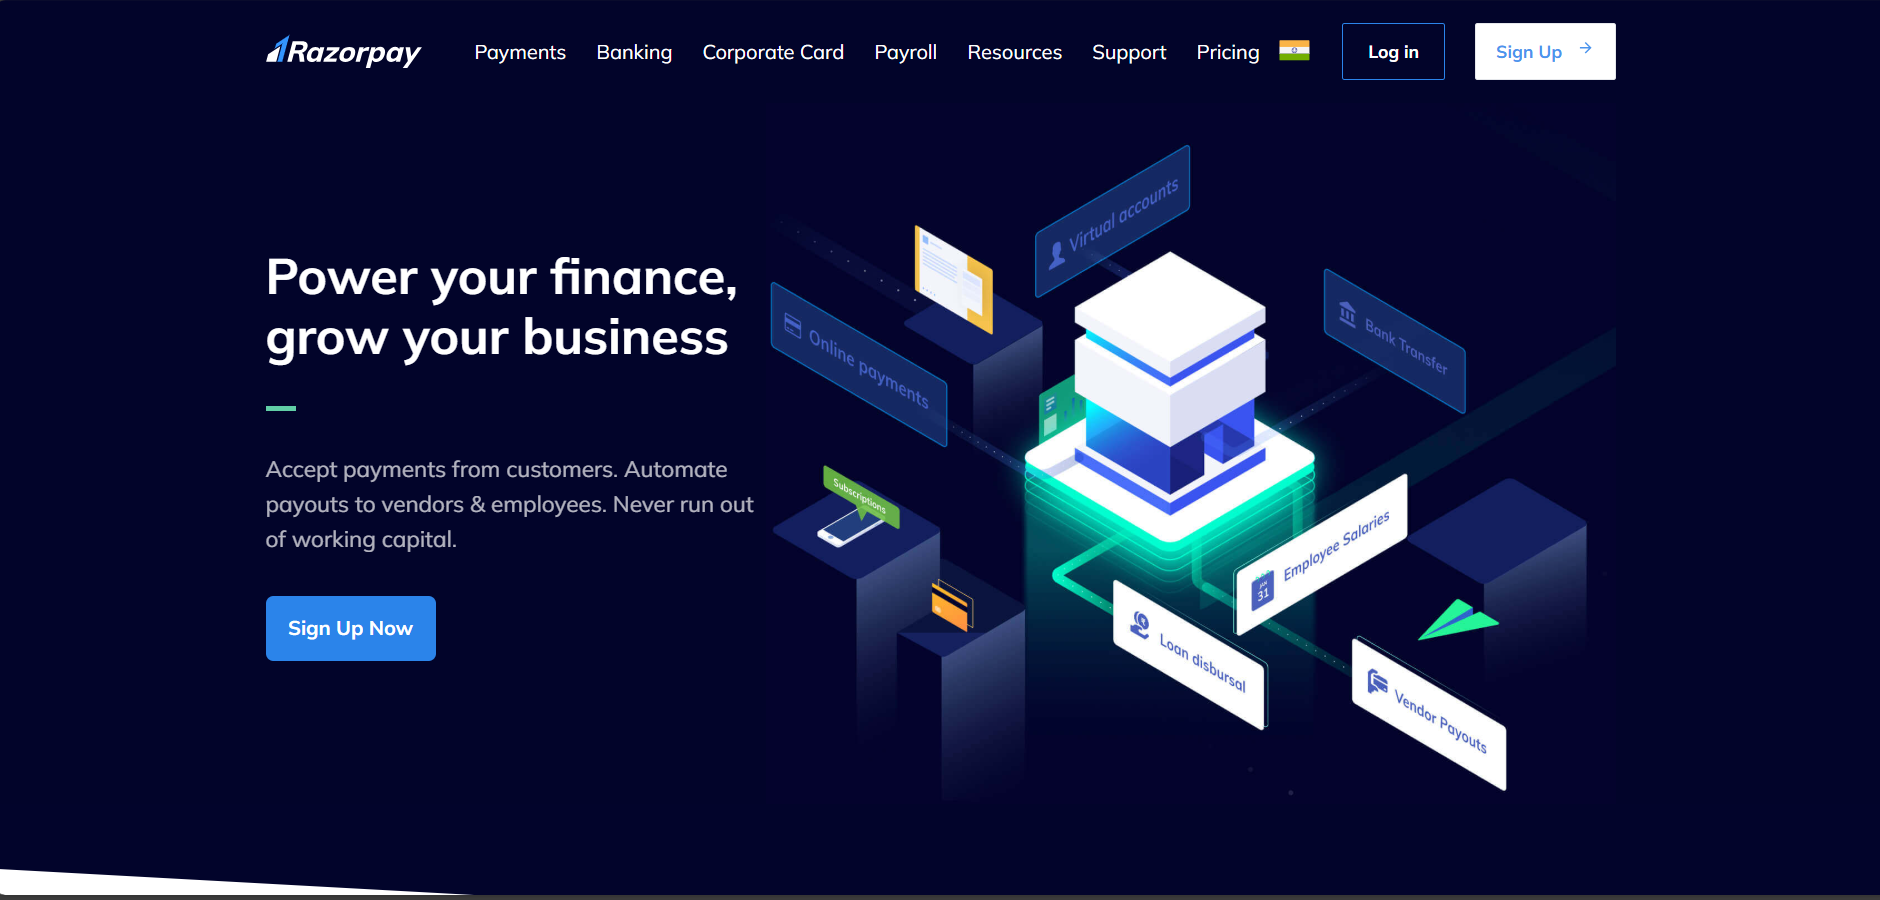 Razorpay
Payments
Banking
Corporate Card
Payroll
Resources
Support
Pricing
Log in
Sign Up
Power your finance,
grow your business
Accept payments from customers. Automate
payouts to vendors & employees. Never run out
of working capital.
Sign Up Now
Virtual accounts
Online payments
Bank Transfer
Subscriptions
JAN
31
Employee Salaries
Loan disbursal
Vendor Payouts